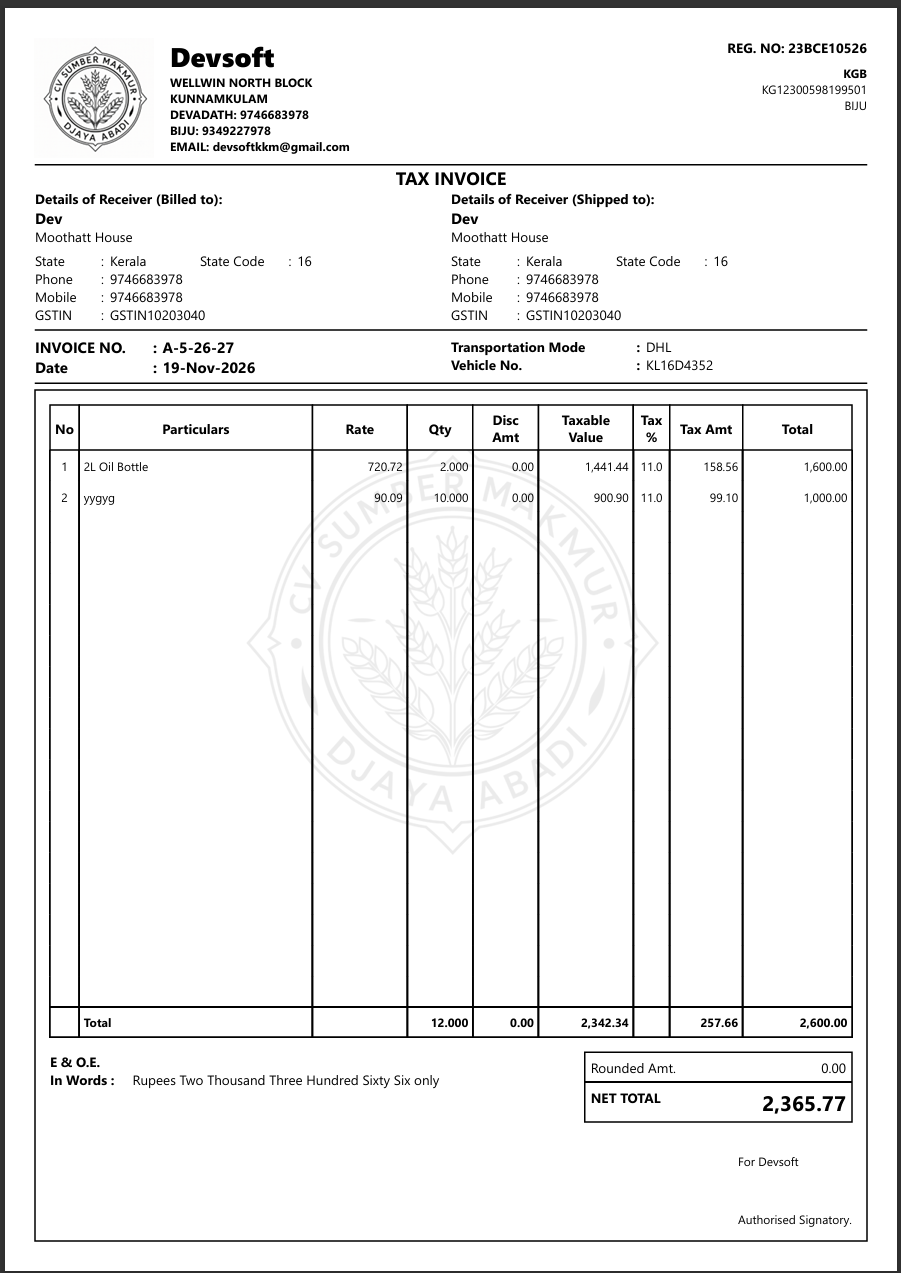 CV SUMBER MAKMUR
DJAYA ABADI
Devsoft
WELLWIN NORTH BLOCK
KUNNAMKULAM
DEVADATH: 9746683978
BIJU: 9349227978
EMAIL: devsoftkkm@gmail.com
REG. NO: 23BCE10526
KGB
KG12300598199501
BIJU
TAX INVOICE
Details of Receiver (Billed to):
Dev
Moothatt House
State : Kerala State Code : 16
Phone : 9746683978
Mobile : 9746683978
GSTIN : GSTIN10203040
Details of Receiver (Shipped to):
Dev
Moothatt House
State : Kerala State Code : 16
Phone : 9746683978
Mobile : 9746683978
GSTIN : GSTIN10203040
INVOICE NO. : A-5-26-27
Date : 19-Nov-2026
Transportation Mode : DHL
Vehicle No. : KL16D4352
No Particulars Rate Qty Disc Amt Taxable Value Tax % Tax Amt Total
1 2L Oil Bottle 720.72 2.000 0.00 1,441.44 11.0 158.56 1,600.00
2 yygyg 90.09 10.000 0.00 900.90 11.0 99.10 1,000.00
CV SUMBER MAKMUR
DJAYA ABADI
Total 12.000 0.00 2,342.34 257.66 2,600.00
E & O.E.
In Words : Rupees Two Thousand Three Hundred Sixty Six only
Rounded Amt. 0.00
NET TOTAL 2,365.77
For Devsoft
Authorised Signatory.